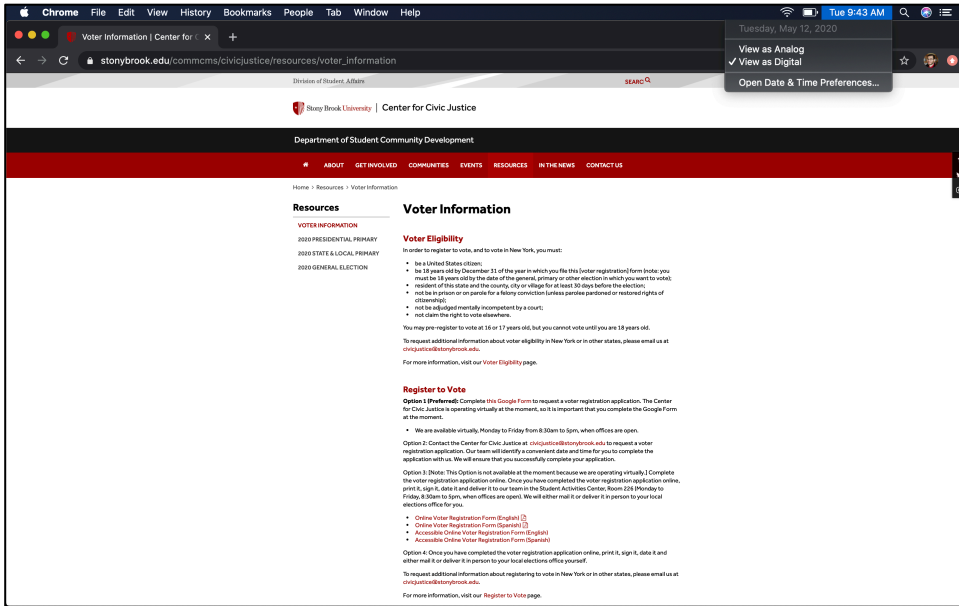 Chrome File Edit View History Bookmarks People Tab Window Help
Tue 9:43 AM
Tuesday, May 12, 2020
View as Analog
✓ View as Digital
Open Date & Time Preferences...
Voter Information | Center for C
stonybrook.edu/commcms/civicjustice/resources/voter_information
Division of Student Affairs
SEARC
Stony Brook University | Center for Civic Justice
Department of Student Community Development
ABOUT GET INVOLVED COMMUNITIES EVENTS RESOURCES IN THE NEWS CONTACT US
Home > Resources > Voter Information
Resources
VOTER INFORMATION
2020 PRESIDENTIAL PRIMARY
2020 STATE & LOCAL PRIMARY
2020 GENERAL ELECTION
Voter Information
Voter Eligibility
In order to register to vote, and to vote in New York, you must:
• be a United States citizen;
• be 18 years old by December 31 of the year in which you file this [voter registration] form (note: you
must be 18 years old by the date of the general, primary or other election in which you want to vote);
• resident of this state and the county, city or village for at least 30 days before the election;
• not be in prison or on parole for a felony conviction (unless parolee pardoned or restored rights of
citizenship);
• not be adjudged mentally incompetent by a court;
• not claim the right to vote elsewhere.
You may pre-register to vote at 16 or 17 years old, but you cannot vote until you are 18 years old.
To request additional information about voter eligibility in New York or in other states, please email us at
civicjustice@stonybrook.edu.
For more information, visit our Voter Eligibility page.
Register to Vote
Option 1 (Preferred): Complete this Google Form to request a voter registration application. The Center
for Civic Justice is operating virtually at the moment, so it is important that you complete the Google Form
at the moment.
• We are available virtually, Monday to Friday from 8:30am to 5pm, when offices are open.
Option 2: Contact the Center for Civic Justice at civicjustice@stonybrook.edu to request a voter
registration application. Our team will identify a convenient date and time for you to complete the
application with us. We will ensure that you successfully complete your application.
Option 3: [Note: This Option is not available at the moment because we are operating virtually.] Complete
the voter registration application online. Once you have completed the voter registration application online,
print it, sign it, date it and deliver it to our team in the Student Activities Center, Room 226 (Monday to
Friday, 8:30am to 5pm, when offices are open). We will either mail it or deliver it in person to your local
elections office for you.
• Online Voter Registration Form (English)
• Online Voter Registration Form (Spanish)
• Accessible Online Voter Registration Form (English)
• Accessible Online Voter Registration Form (Spanish)
Option 4: Once you have completed the voter registration application online, print it, sign it, date it and
either mail it or deliver it in person to your local elections office yourself.
To request additional information about registering to vote in New York or in other states, please email us at
civicjustice@stonybrook.edu.
For more information, visit our Register to Vote page.